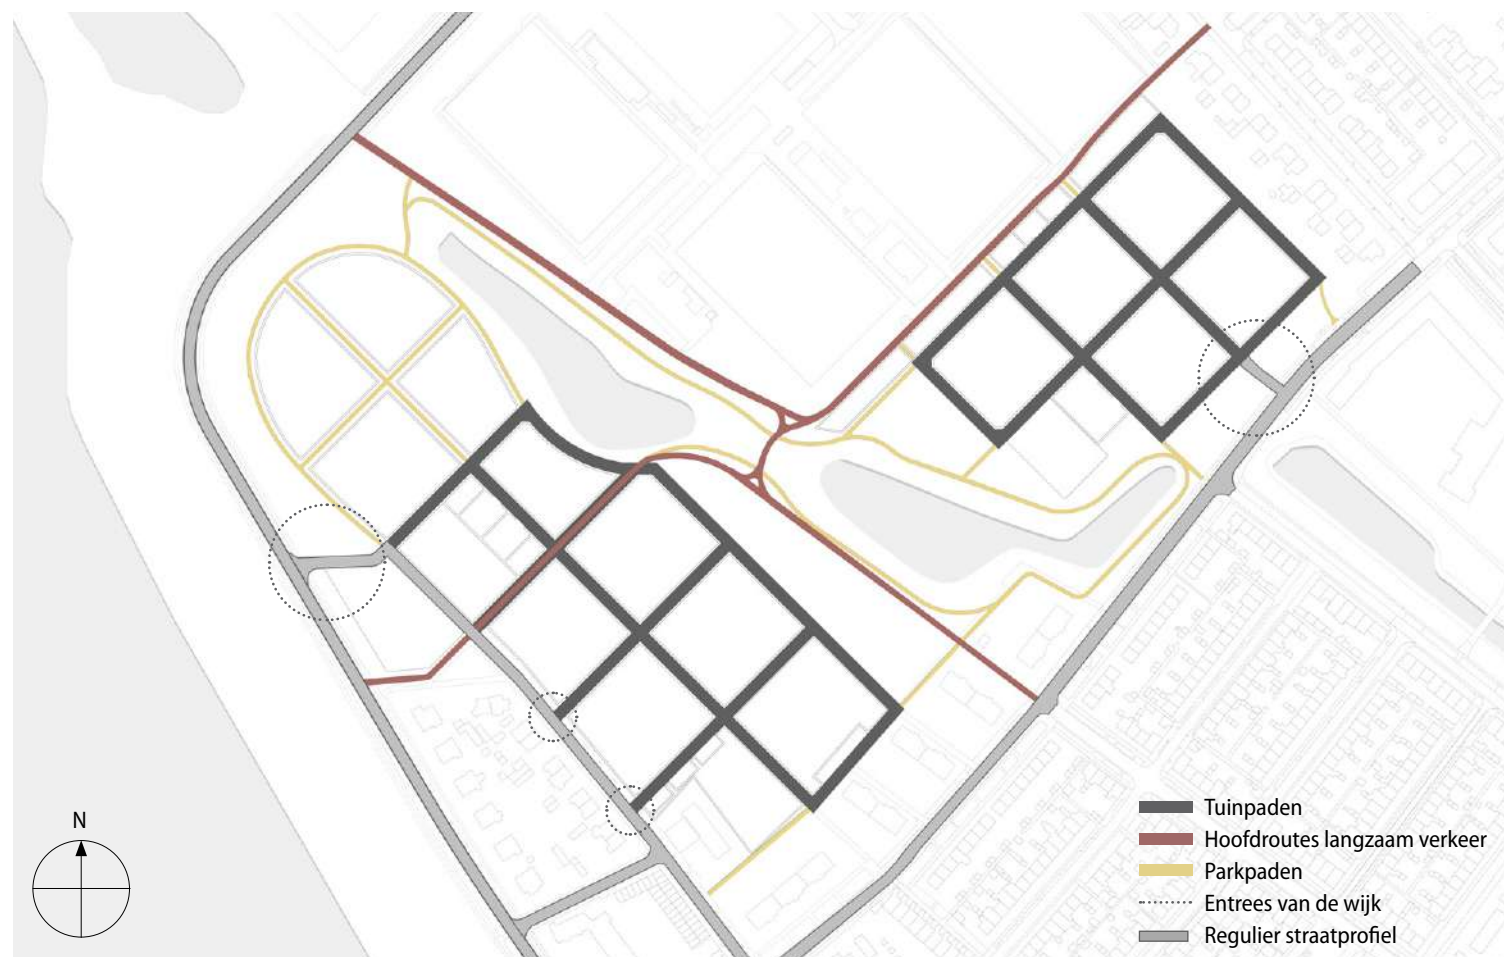 N
Tuinpaden
Hoofdroutes langzaam verkeer
Parkpaden
Entrees van de wijk
Regulier straatprofiel